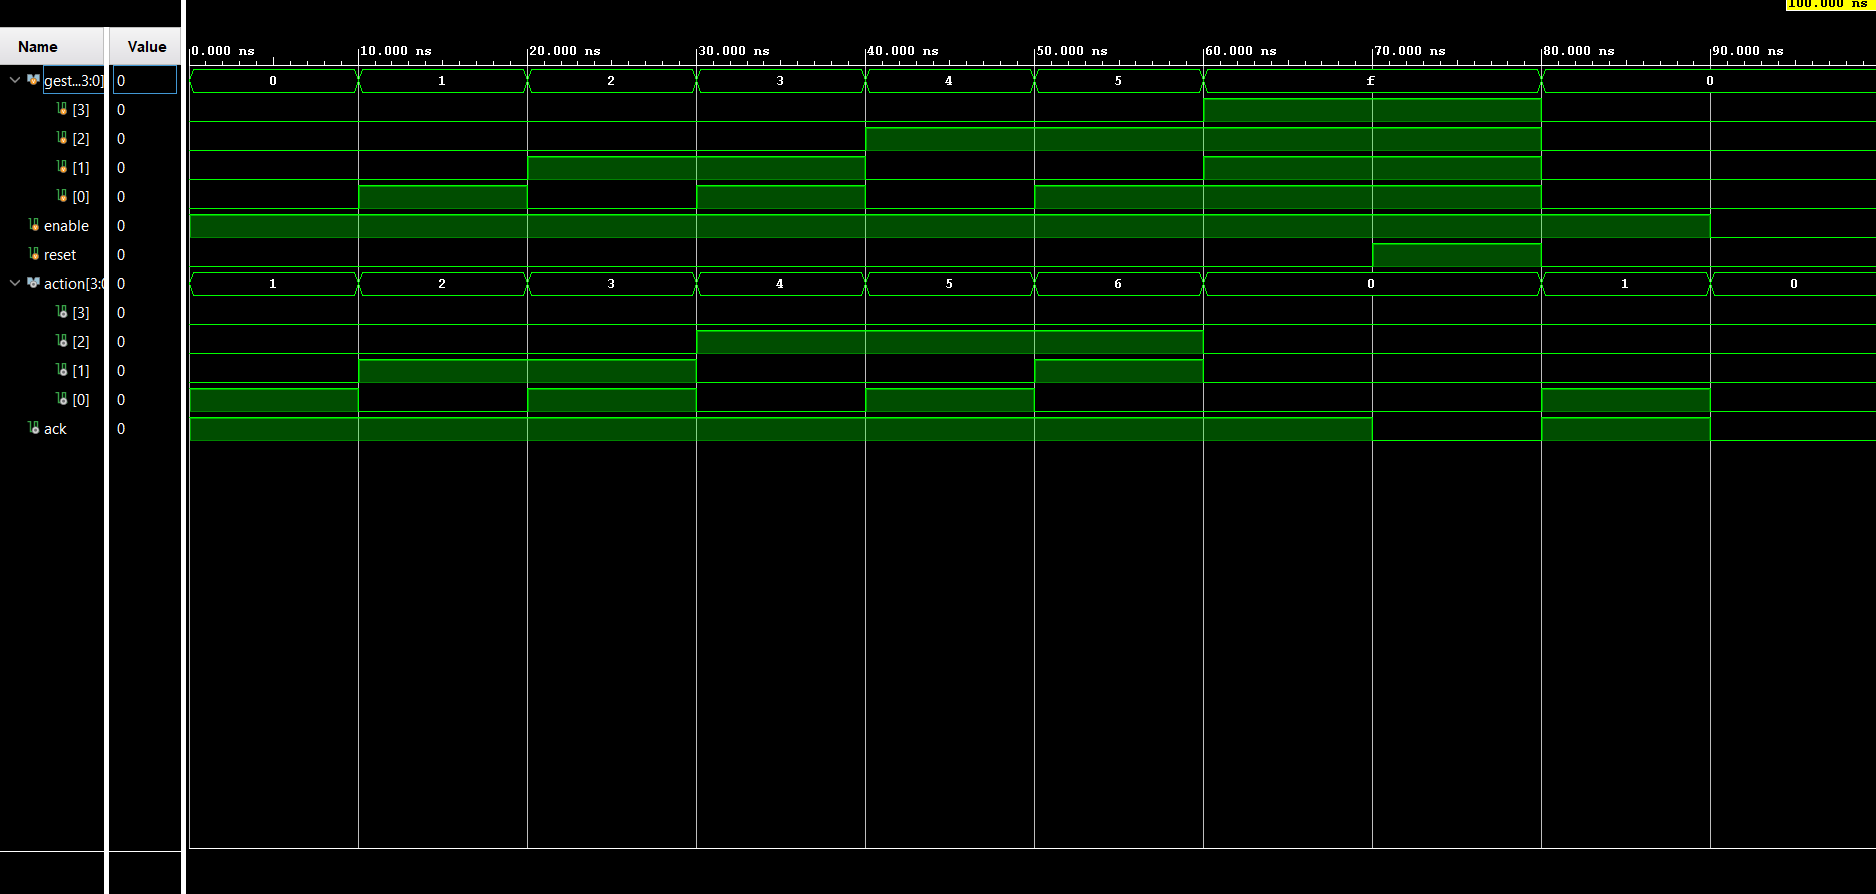 100.000 ns
Name Value
0.000 ns 10.000 ns 20.000 ns 30.000 ns 40.000 ns 50.000 ns 60.000 ns 70.000 ns 80.000 ns 90.000 ns
gest...3:0] 0 0 1 2 3 4 5 f 0
[3] 0
[2] 0
[1] 0
[0] 0
enable 0
reset 0
action[3:0 0 1 2 3 4 5 6 0 1 0
[3] 0
[2] 0
[1] 0
[0] 0
ack 0